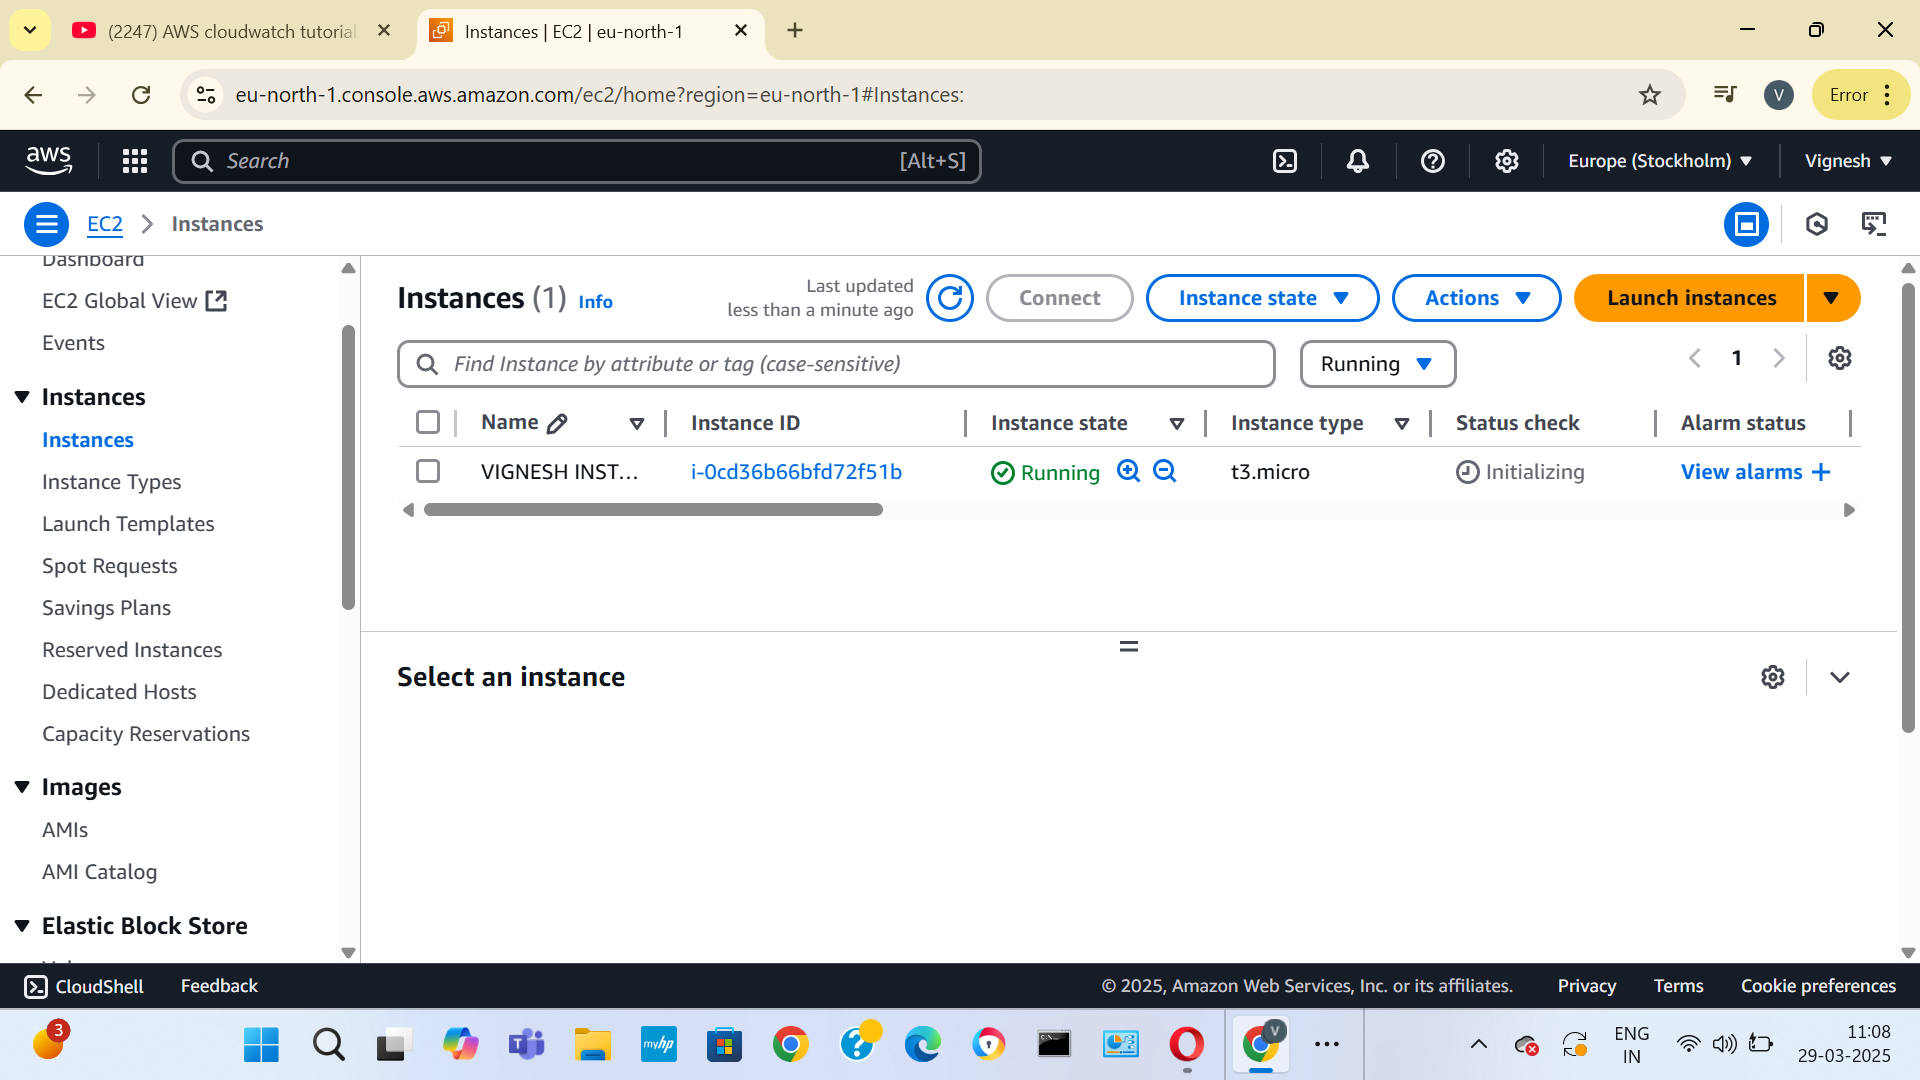 (2247) AWS cloudwatch tutorial
Instances | EC2 | eu-north-1
eu-north-1.console.aws.amazon.com/ec2/home?region=eu-north-1#Instances:
V
Error
aws
Search
[Alt+S]
Europe (Stockholm)
Vignesh
EC2
Instances
Dashboard
EC2 Global View
Events
Instances
Instances
Instance Types
Launch Templates
Spot Requests
Savings Plans
Reserved Instances
Dedicated Hosts
Capacity Reservations
Images
AMIs
AMI Catalog
Elastic Block Store
Instances (1) Info
Last updated
less than a minute ago
Connect
Instance state
Actions
Launch instances
Find Instance by attribute or tag (case-sensitive)
Running
1
Name
Instance ID
Instance state
Instance type
Status check
Alarm status
VIGNESH INST...
i-0cd36b66bfd72f51b
Running
t3.micro
Initializing
View alarms +
Select an instance
CloudShell
Feedback
© 2025, Amazon Web Services, Inc. or its affiliates.
Privacy
Terms
Cookie preferences
3
myhp
V
ENG
IN
11:08
29-03-2025